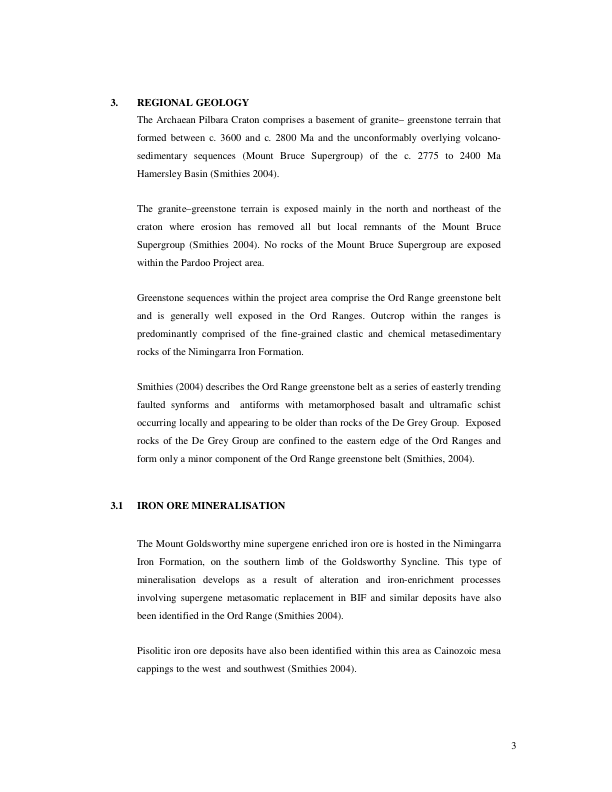 3. REGIONAL GEOLOGY
The Archaean Pilbara Craton comprises a basement of granite– greenstone terrain that
formed between c. 3600 and c. 2800 Ma and the unconformably overlying volcano-
sedimentary sequences (Mount Bruce Supergroup) of the c. 2775 to 2400 Ma
Hamersley Basin (Smithies 2004).
The granite–greenstone terrain is exposed mainly in the north and northeast of the
craton where erosion has removed all but local remnants of the Mount Bruce
Supergroup (Smithies 2004). No rocks of the Mount Bruce Supergroup are exposed
within the Pardoo Project area.
Greenstone sequences within the project area comprise the Ord Range greenstone belt
and is generally well exposed in the Ord Ranges. Outcrop within the ranges is
predominantly comprised of the fine-grained clastic and chemical metasedimentary
rocks of the Nimingarra Iron Formation.
Smithies (2004) describes the Ord Range greenstone belt as a series of easterly trending
faulted synforms and  antiforms with metamorphosed basalt and ultramafic schist
occurring locally and appearing to be older than rocks of the De Grey Group.  Exposed
rocks of the De Grey Group are confined to the eastern edge of the Ord Ranges and
form only a minor component of the Ord Range greenstone belt (Smithies, 2004).
3.1 IRON ORE MINERALISATION
The Mount Goldsworthy mine supergene enriched iron ore is hosted in the Nimingarra
Iron Formation, on the southern limb of the Goldsworthy Syncline. This type of
mineralisation develops as a result of alteration and iron-enrichment processes
involving supergene metasomatic replacement in BIF and similar deposits have also
been identified in the Ord Range (Smithies 2004).
Pisolitic iron ore deposits have also been identified within this area as Cainozoic mesa
cappings to the west  and southwest (Smithies 2004).
3